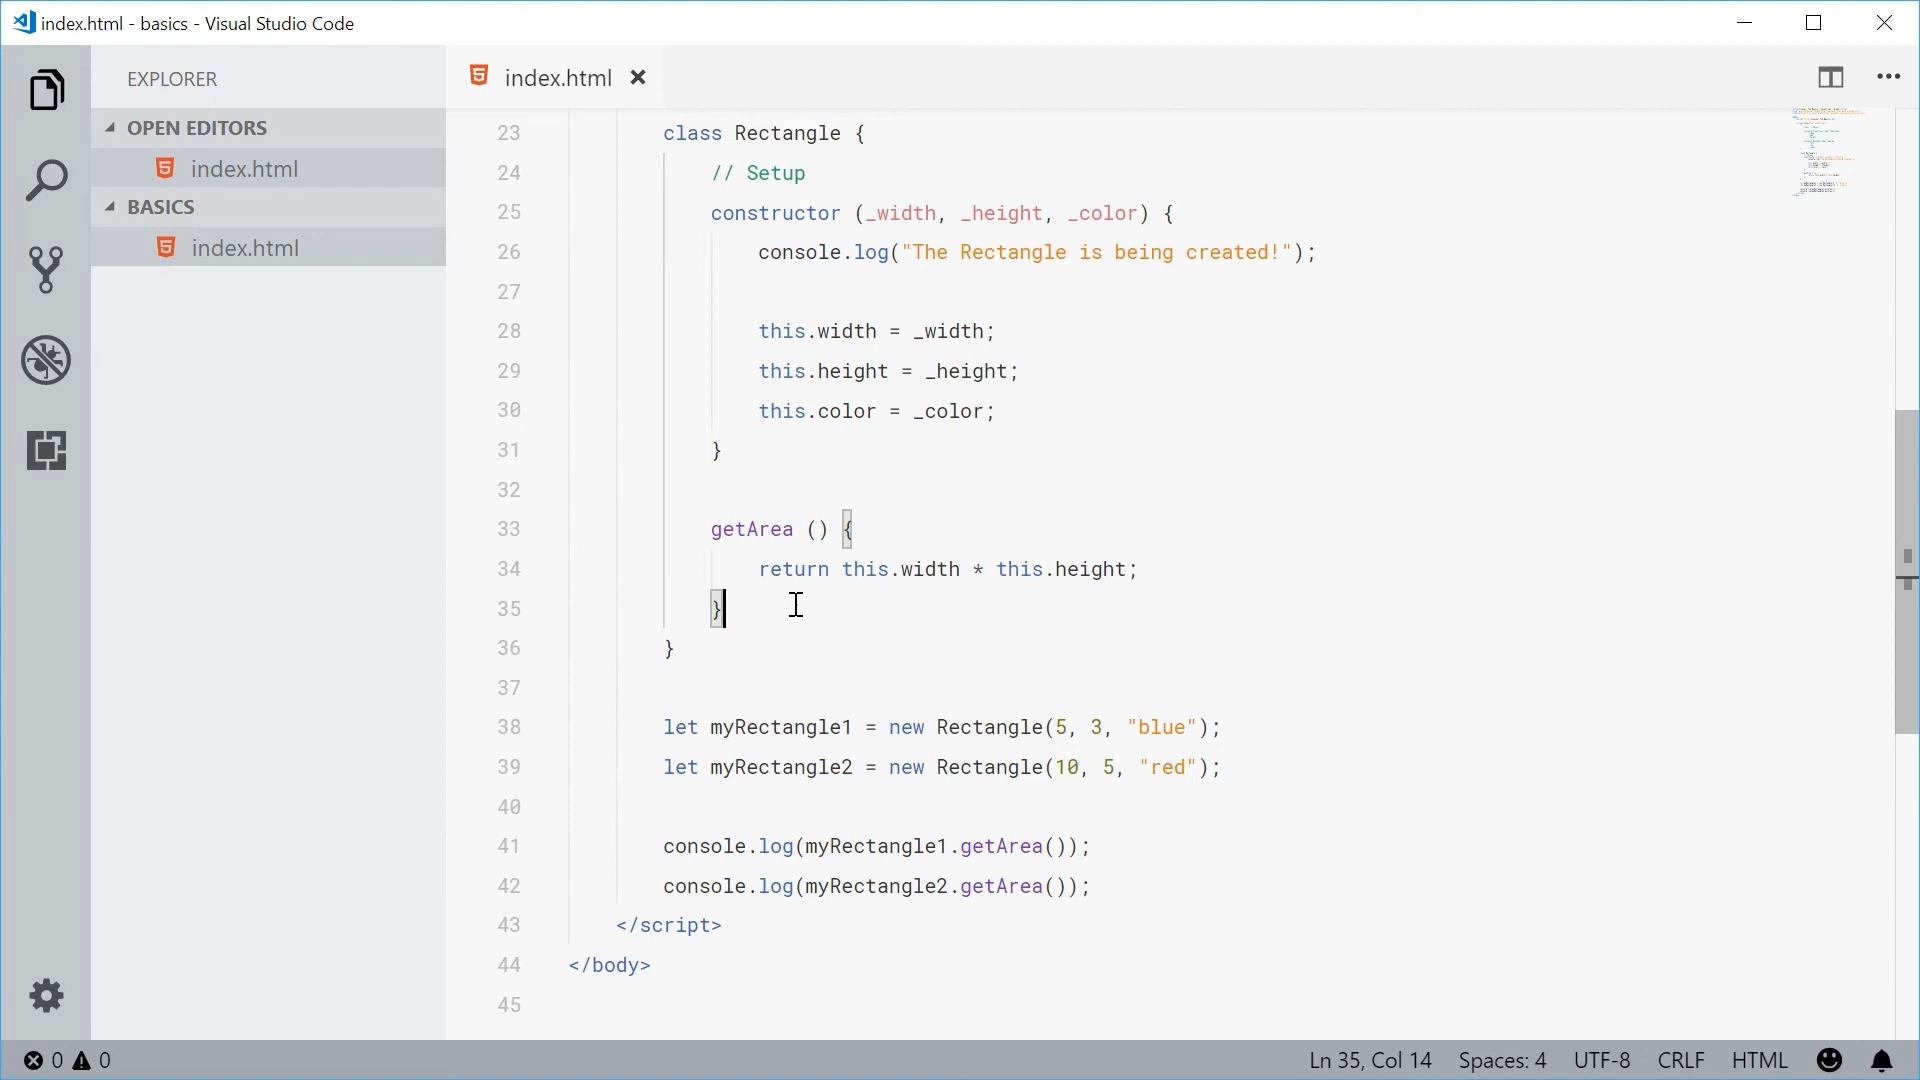 index.html - basics - Visual Studio Code
EXPLORER
OPEN EDITORS
index.html
BASICS
index.html
index.html
23 class Rectangle {
24 // Setup
25 constructor (_width, _height, _color) {
26 console.log("The Rectangle is being created!");
27
28 this.width = _width;
29 this.height = _height;
30 this.color = _color;
31 }
32
33 getArea () {
34 return this.width * this.height;
35 }
36 }
37
38 let myRectangle1 = new Rectangle(5, 3, "blue");
39 let myRectangle2 = new Rectangle(10, 5, "red");
40
41 console.log(myRectangle1.getArea());
42 console.log(myRectangle2.getArea());
43 </script>
44 </body>
45
0 0
Ln 35, Col 14 Spaces: 4 UTF-8 CRLF HTML